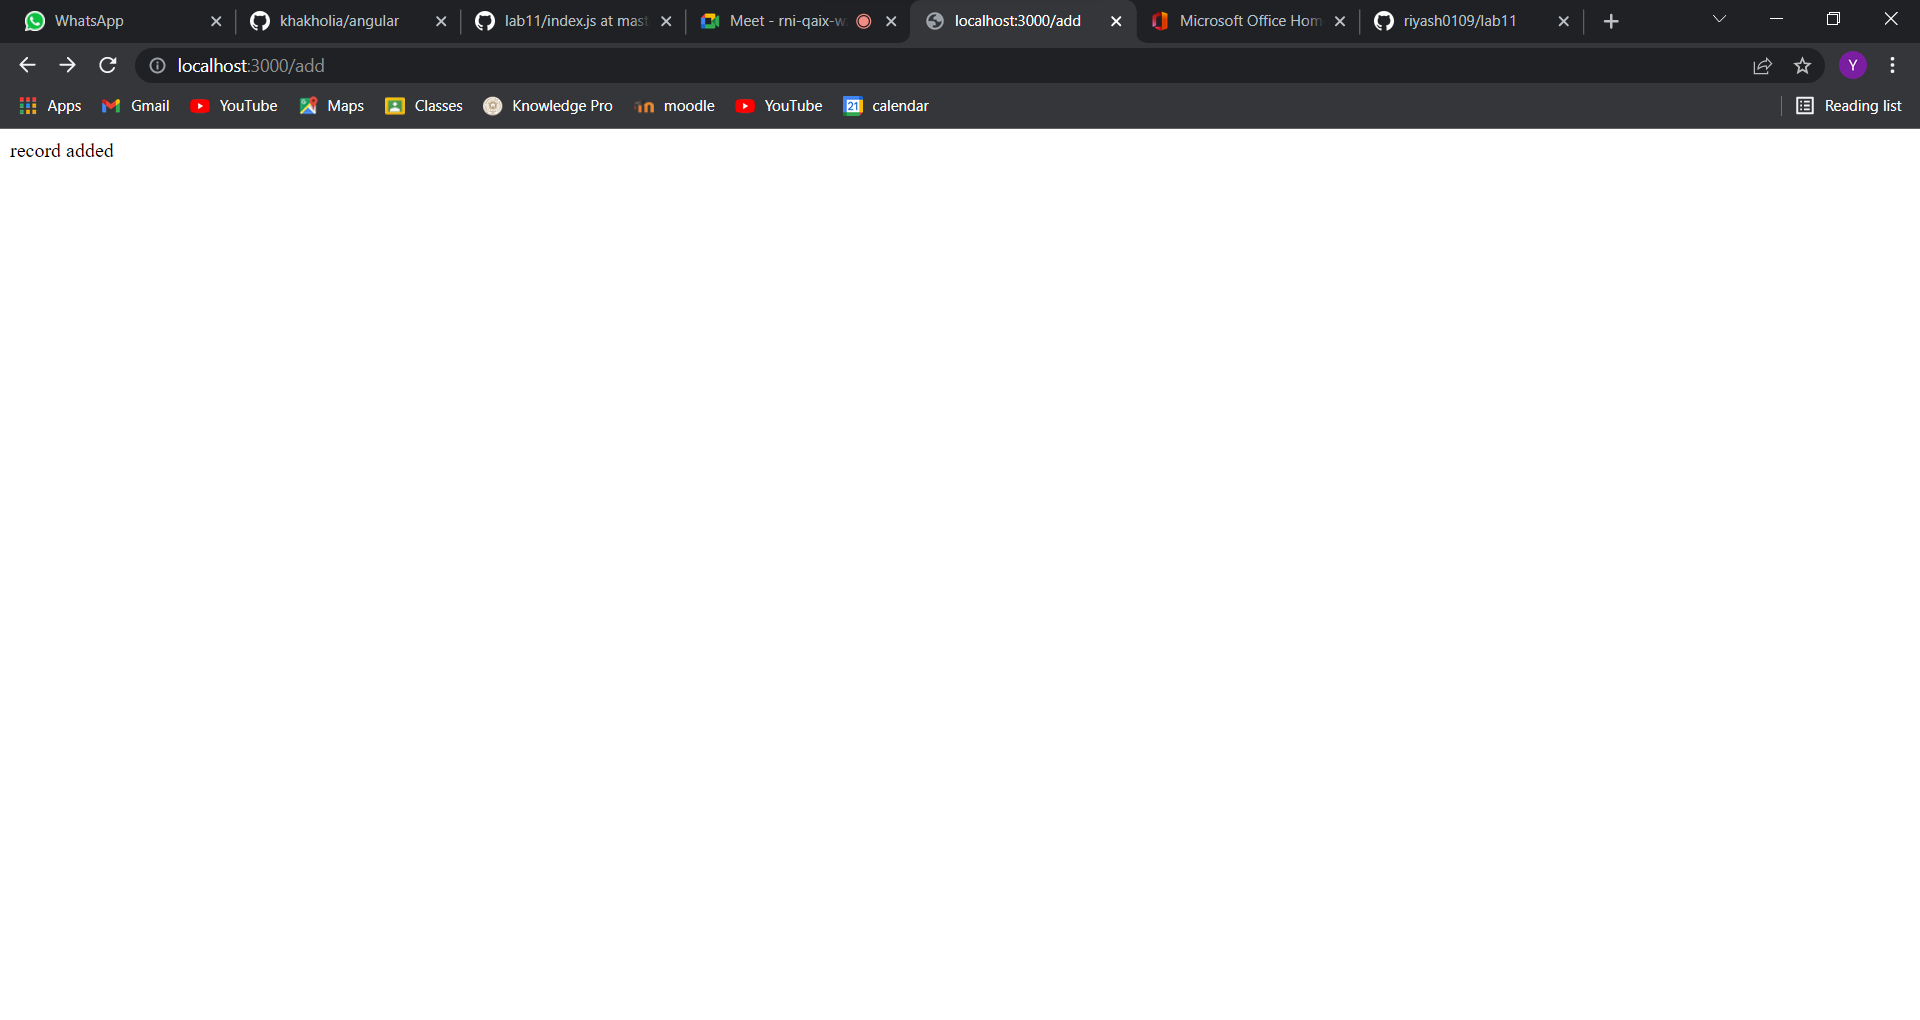 WhatsApp
khakholia/angular
lab11/index.js at mast
Meet - rni-qaix-w
localhost:3000/add
Microsoft Office Hom
riyash0109/lab11
localhost:3000/add
Y
Apps
Gmail
YouTube
Maps
Classes
Knowledge Pro
moodle
YouTube
21
calendar
Reading list
record added